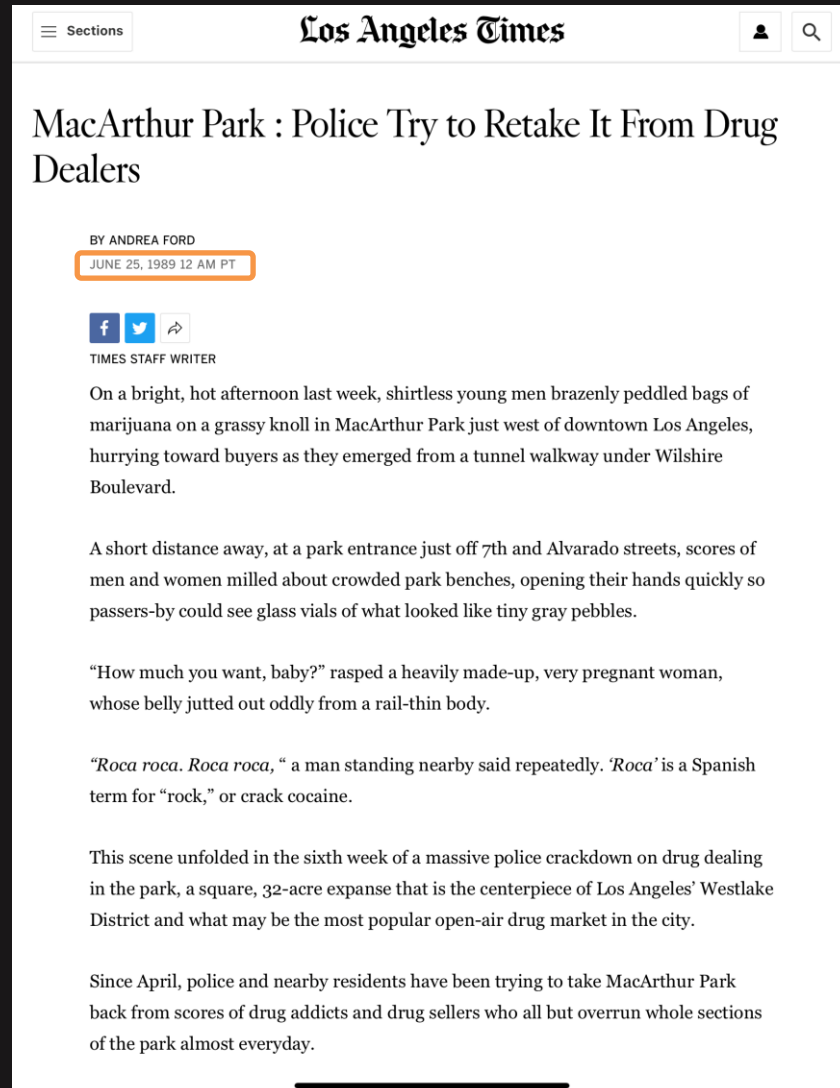 Sections
Los Angeles Times
MacArthur Park : Police Try to Retake It From Drug
Dealers
BY ANDREA FORD
JUNE 25, 1989 12 AM PT
TIMES STAFF WRITER
On a bright, hot afternoon last week, shirtless young men brazenly peddled bags of
marijuana on a grassy knoll in MacArthur Park just west of downtown Los Angeles,
hurrying toward buyers as they emerged from a tunnel walkway under Wilshire
Boulevard.
A short distance away, at a park entrance just off 7th and Alvarado streets, scores of
men and women milled about crowded park benches, opening their hands quickly so
passers-by could see glass vials of what looked like tiny gray pebbles.
“How much you want, baby?” rasped a heavily made-up, very pregnant woman,
whose belly jutted out oddly from a rail-thin body.
“Roca roca. Roca roca, “ a man standing nearby said repeatedly. ‘Roca’ is a Spanish
term for “rock,” or crack cocaine.
This scene unfolded in the sixth week of a massive police crackdown on drug dealing
in the park, a square, 32-acre expanse that is the centerpiece of Los Angeles’ Westlake
District and what may be the most popular open-air drug market in the city.
Since April, police and nearby residents have been trying to take MacArthur Park
back from scores of drug addicts and drug sellers who all but overrun whole sections
of the park almost everyday.